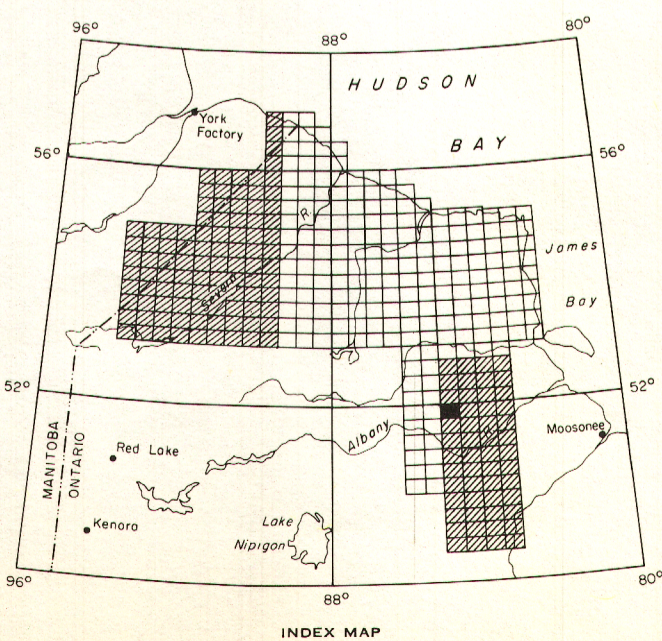 96°
88°
80°
HUDSON
BAY
York
Factory
56°
56°
R.
Severn
James
Bay
52°
52°
Albany
R.
Moosonee
MANITOBA
ONTARIO
Red Lake
Kenora
Lake
Nipigon
96°
88°
80°
INDEX MAP